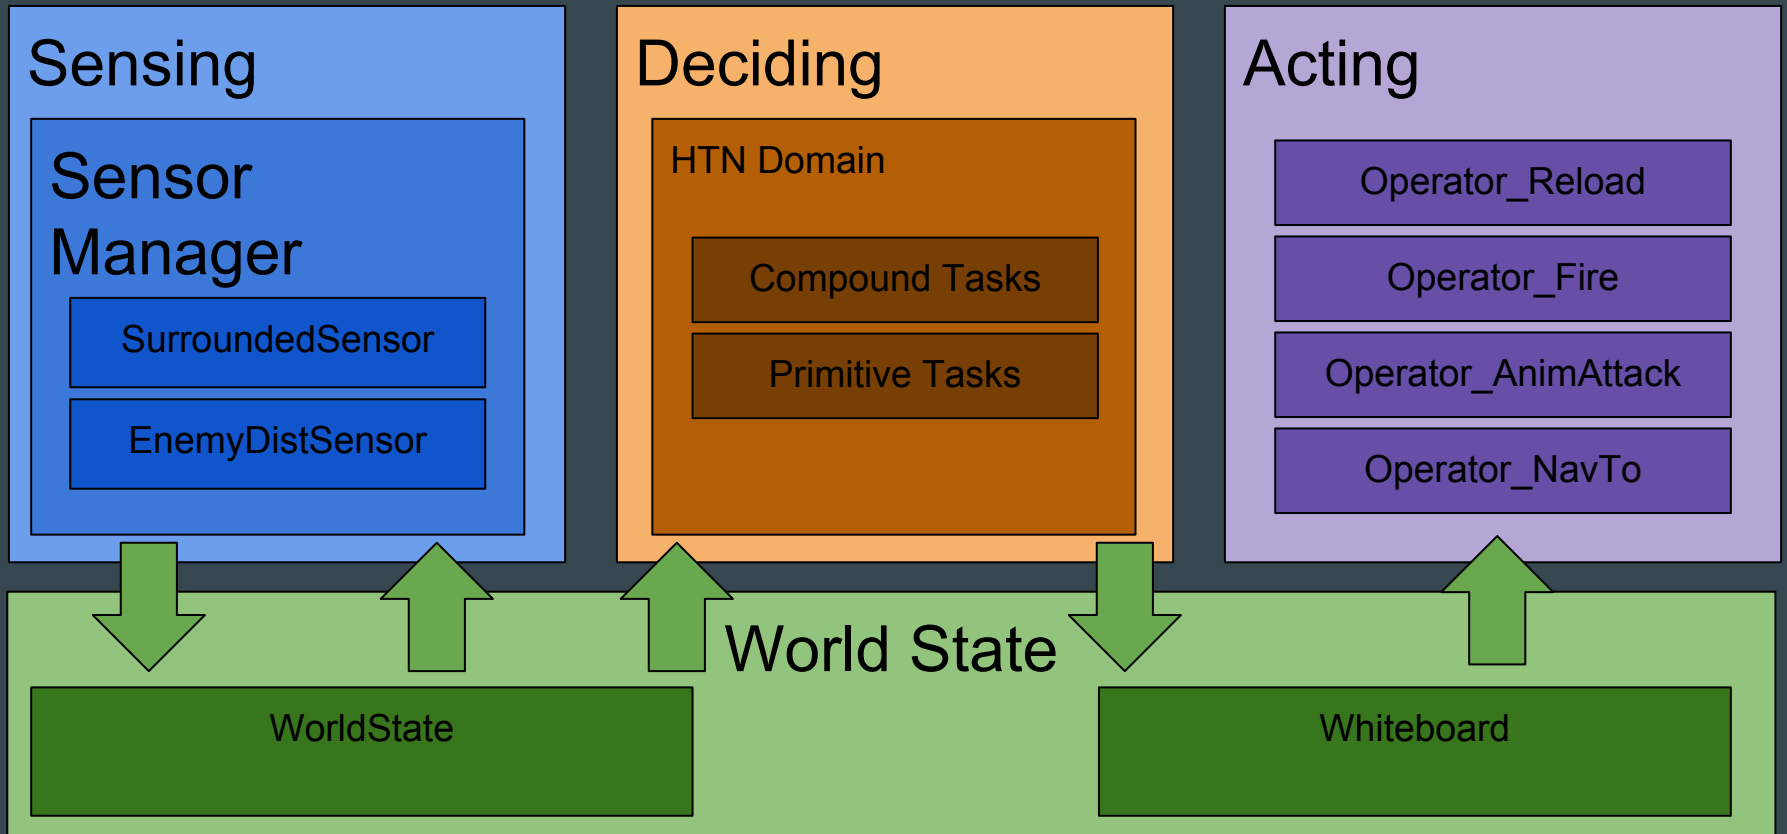 Sensing
Sensor
Manager
SurroundedSensor
EnemyDistSensor
Deciding
HTN Domain
Compound Tasks
Primitive Tasks
Acting
Operator_Reload
Operator_Fire
Operator_AnimAttack
Operator_NavTo
World State
WorldState
Whiteboard